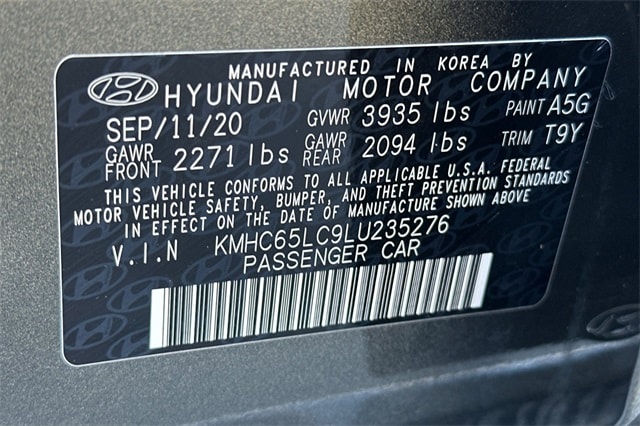 MANUFACTURED IN KOREA BY
HYUNDAI MOTOR COMPANY
SEP/11/20 GVWR 3935 lbs PAINT A5G
GAWR FRONT 2271 lbs GAWR REAR 2094 lbs TRIM T9Y
THIS VEHICLE CONFORMS TO ALL APPLICABLE U.S.A. FEDERAL
MOTOR VEHICLE SAFETY, BUMPER, AND THEFT PREVENTION STANDARDS
IN EFFECT ON THE DATE OF MANUFACTURE SHOWN ABOVE
V.I.N KMHC65LC9LU235276
PASSENGER CAR